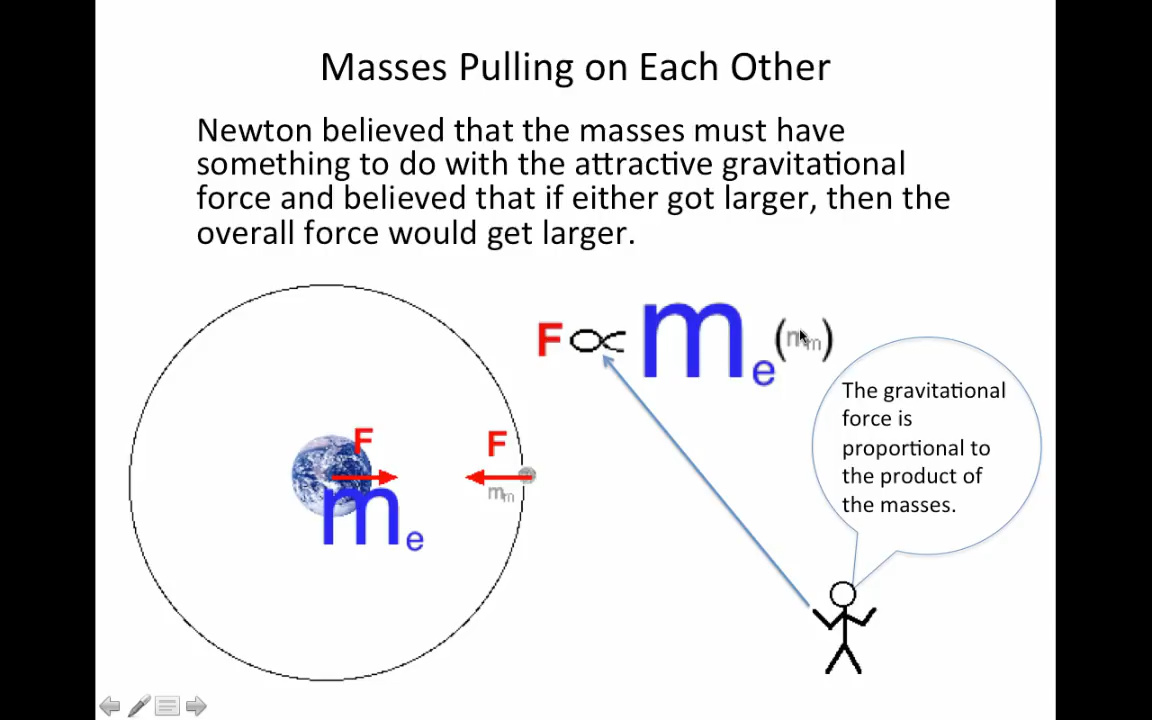 Masses Pulling on Each Other
Newton believed that the masses must have
something to do with the attractive gravitational
force and believed that if either got larger, then the
overall force would get larger.
F ∝ me (mm)
The gravitational
force is
proportional to
the product of
the masses.
F
F
mm
me